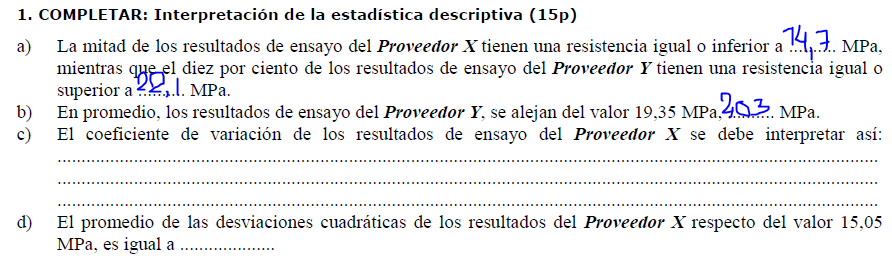 1. COMPLETAR: Interpretación de la estadística descriptiva (15p)
a) La mitad de los resultados de ensayo del Proveedor X tienen una resistencia igual o inferior a 14,7 MPa,
mientras que el diez por ciento de los resultados de ensayo del Proveedor Y tienen una resistencia igual o
superior a 22,1 MPa.
b) En promedio, los resultados de ensayo del Proveedor Y, se alejan del valor 19,35 MPa, 2,03 MPa.
c) El coeficiente de variación de los resultados de ensayo del Proveedor X se debe interpretar así:
d) El promedio de las desviaciones cuadráticas de los resultados del Proveedor X respecto del valor 15,05
MPa, es igual a ....................